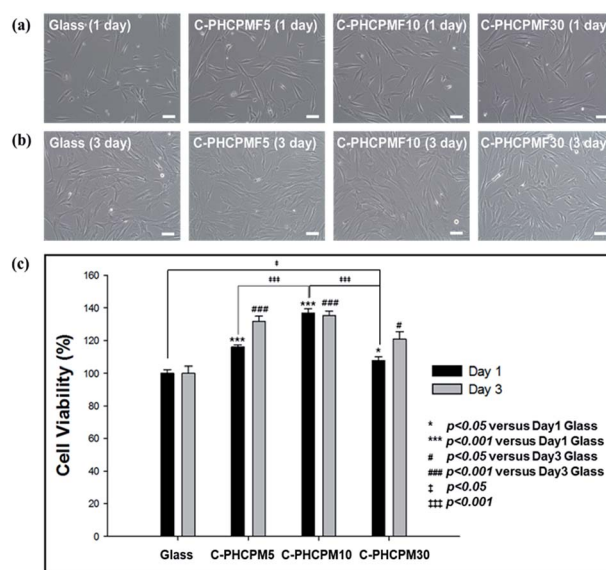 (a)
Glass (1 day)
C-PHCPMF5 (1 day)
C-PHCPMF10 (1 day)
C-PHCPMF30 (1 day)
(b)
Glass (3 day)
C-PHCPMF5 (3 day)
C-PHCPMF10 (3 day)
C-PHCPMF30 (3 day)
(c)
‡
‡‡‡
‡‡‡
160
140
120
100
80
60
40
20
0
Cell Viability (%)
***
###
***
###
*
#
Glass
C-PHCPM5
C-PHCPM10
C-PHCPM30
Day 1
Day 3
* p<0.05 versus Day1 Glass
*** p<0.001 versus Day1 Glass
# p<0.05 versus Day3 Glass
### p<0.001 versus Day3 Glass
‡ p<0.05
‡‡‡ p<0.001